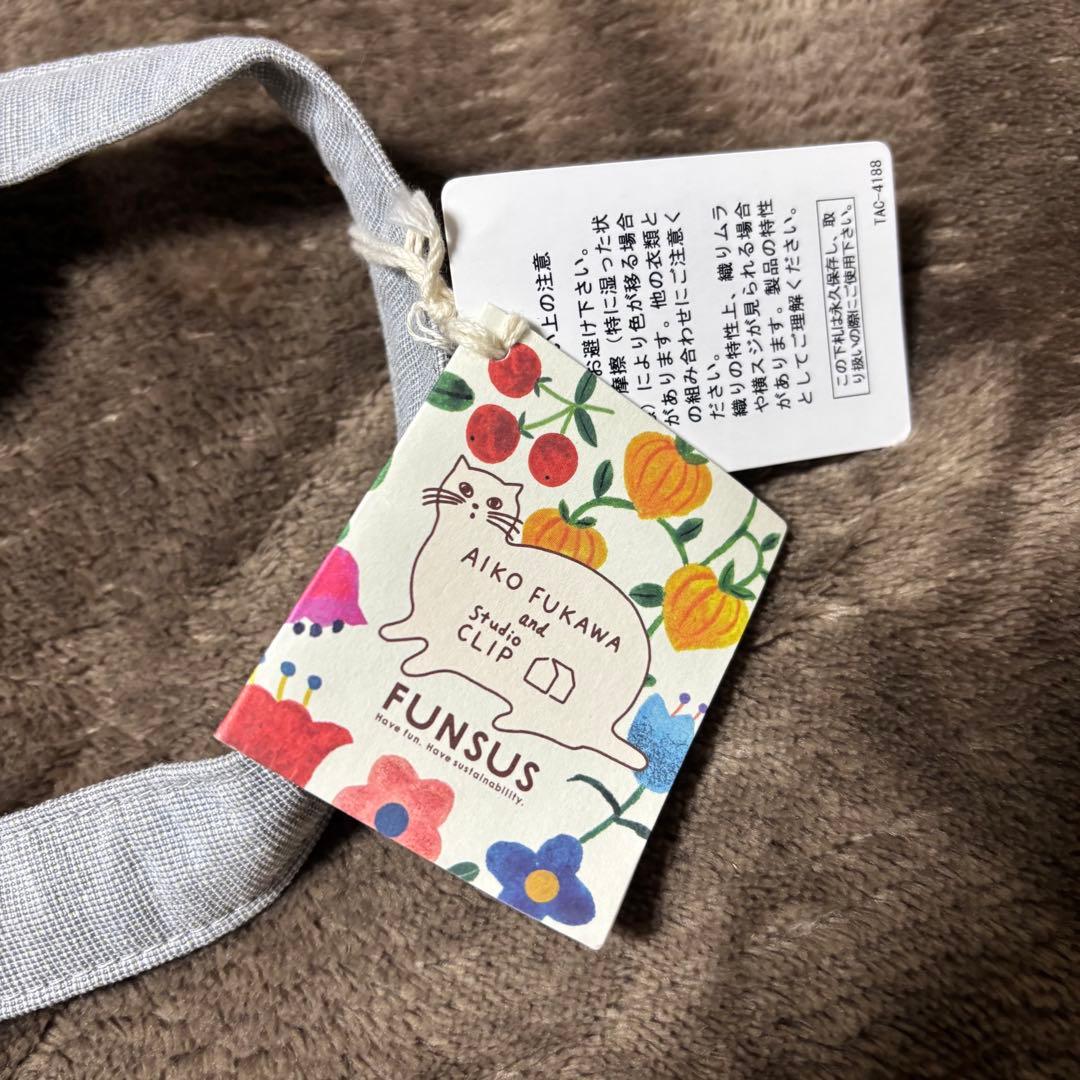 AIKO FUKAWA
and
studio
CLIP
FUNSUS
Have fun. Have sustainability.
上の注意
お避け下さい。
摩擦（特に湿った状
）により色が移る場合
があります。他の衣類と
の組み合わせにご注意く
ださい。
織りの特性上、織りムラ
や横スジが見られる場合
があります。製品の特性
としてご理解ください。
この下札は永久保存し、取
り扱いの際にご使用下さい。
TAC-4188